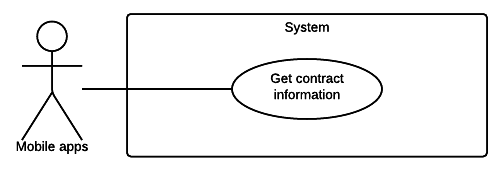 System
Get contract
information
Mobile apps